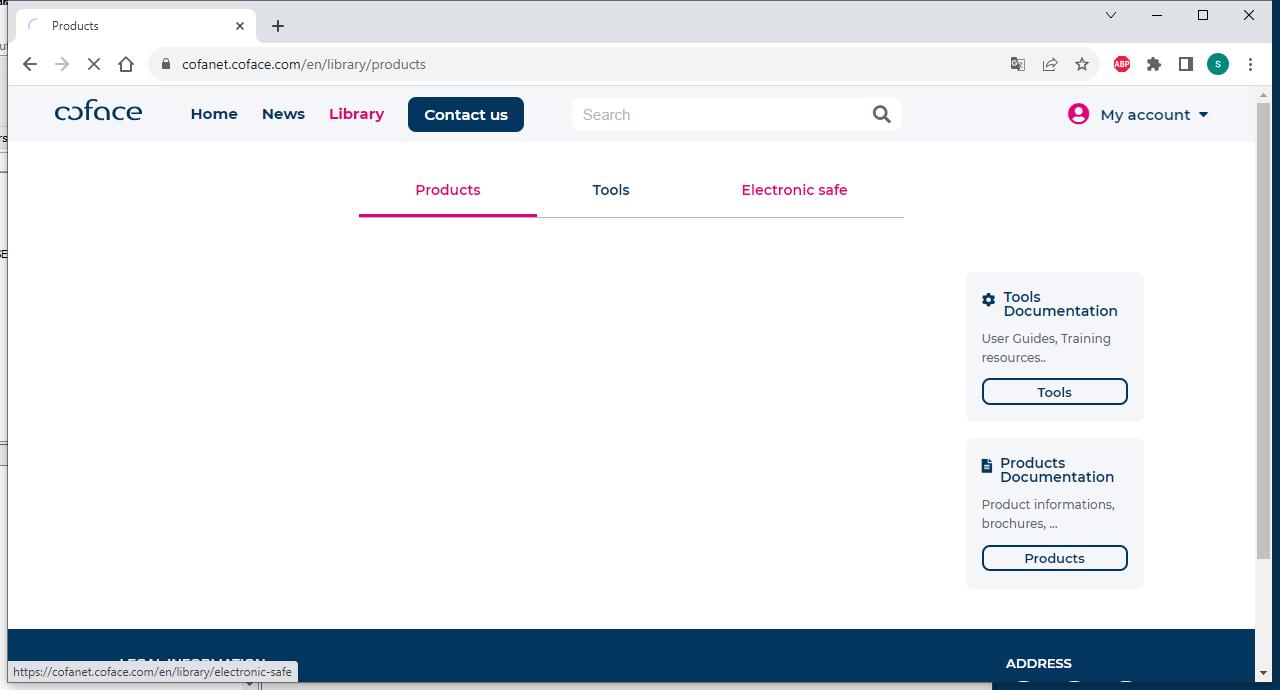 Products
cofanet.coface.com/en/library/products
ABP
S
coface
Home
News
Library
Contact us
Search
My account
Products
Tools
Electronic safe
Tools
Documentation
User Guides, Training
resources..
Tools
Products
Documentation
Product informations,
brochures, ...
Products
LEGAL INFORMATION
ADDRESS
https://cofanet.coface.com/en/library/electronic-safe